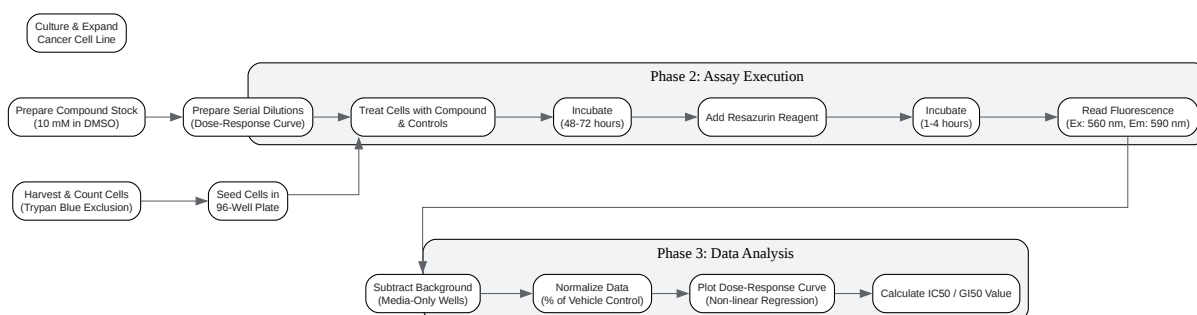 Culture & Expand
Cancer Cell Line
Phase 2: Assay Execution
Prepare Compound Stock
(10 mM in DMSO)
Prepare Serial Dilutions
(Dose-Response Curve)
Treat Cells with Compound
& Controls
Incubate
(48-72 hours)
Add Resazurin Reagent
Incubate
(1-4 hours)
Read Fluorescence
(Ex: 560 nm, Em: 590 nm)
Harvest & Count Cells
(Trypan Blue Exclusion)
Seed Cells in
96-Well Plate
Phase 3: Data Analysis
Subtract Background
(Media-Only Wells)
Normalize Data
(% of Vehicle Control)
Plot Dose-Response Curve
(Non-linear Regression)
Calculate IC50 / GI50 Value